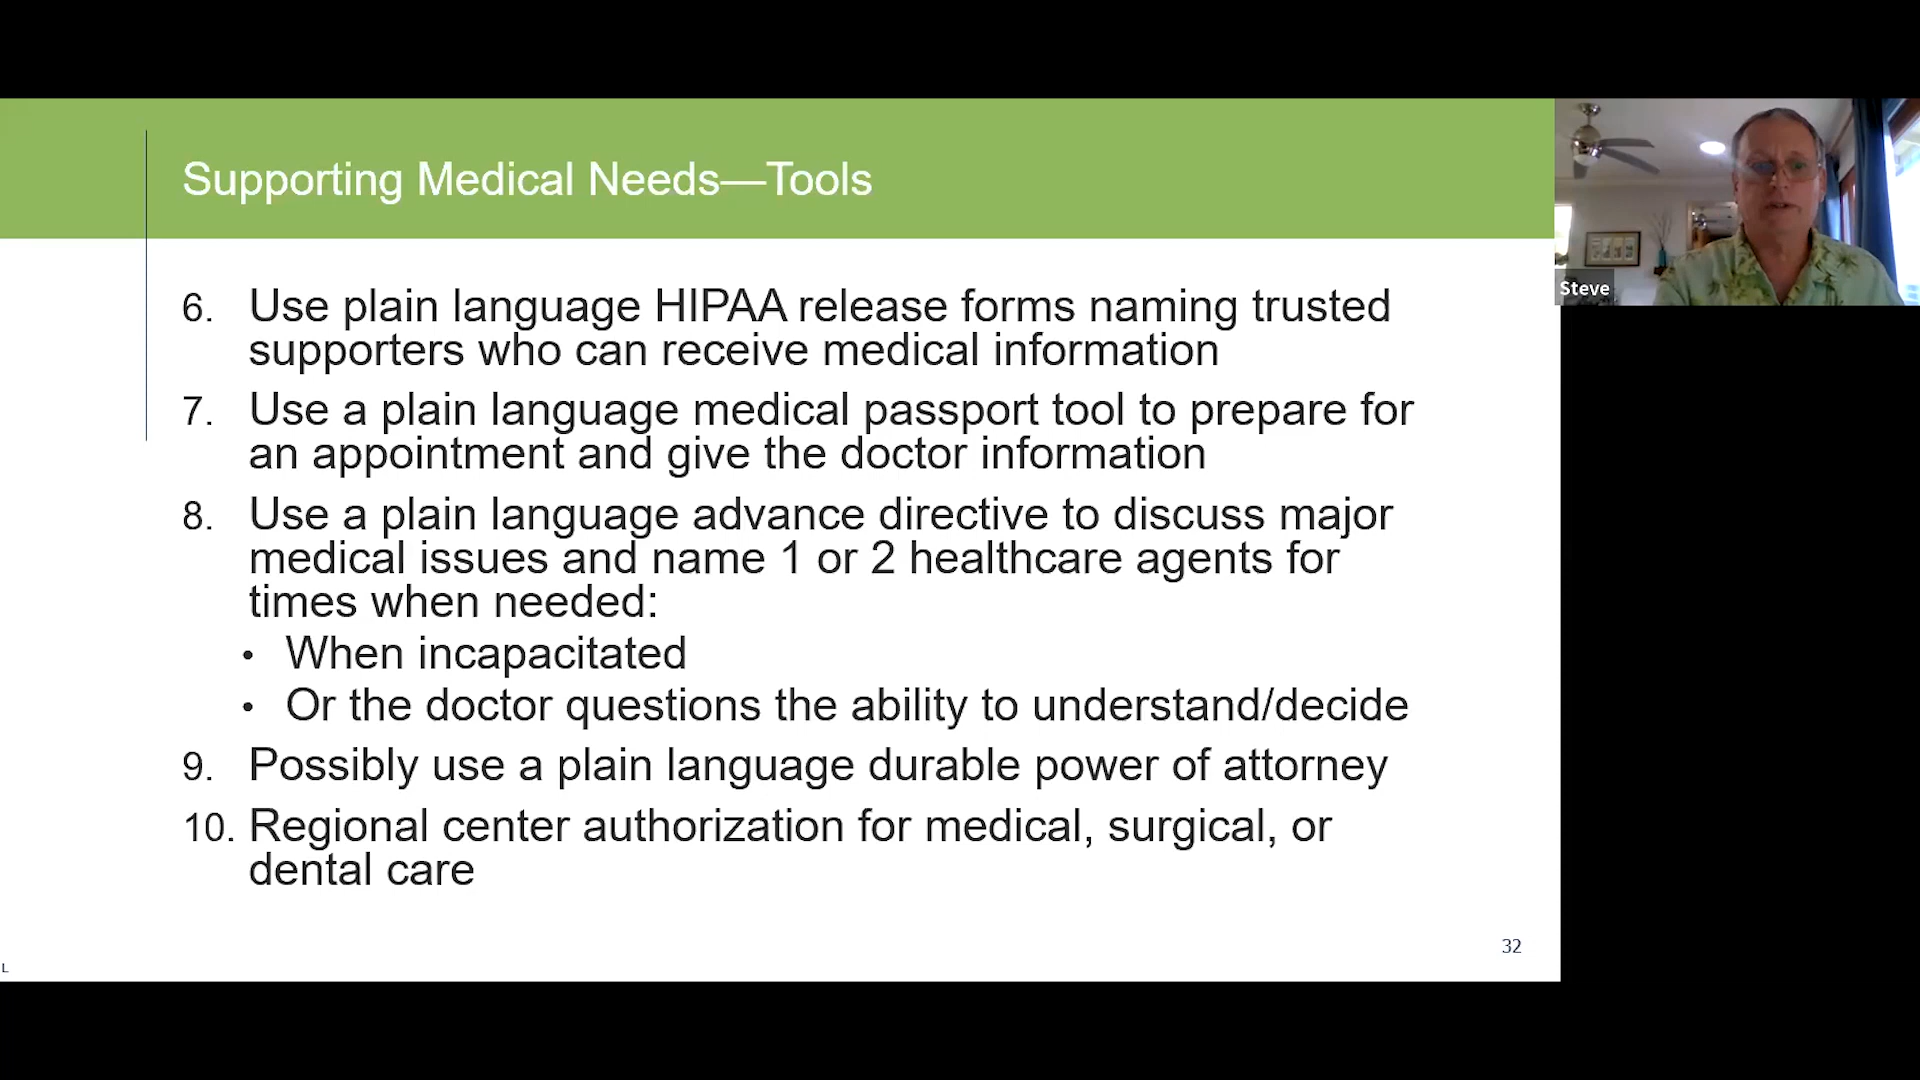 Supporting Medical Needs—Tools
Steve
6. Use plain language HIPAA release forms naming trusted
supporters who can receive medical information
7. Use a plain language medical passport tool to prepare for
an appointment and give the doctor information
8. Use a plain language advance directive to discuss major
medical issues and name 1 or 2 healthcare agents for
times when needed:
• When incapacitated
• Or the doctor questions the ability to understand/decide
9. Possibly use a plain language durable power of attorney
10. Regional center authorization for medical, surgical, or
dental care
32
L